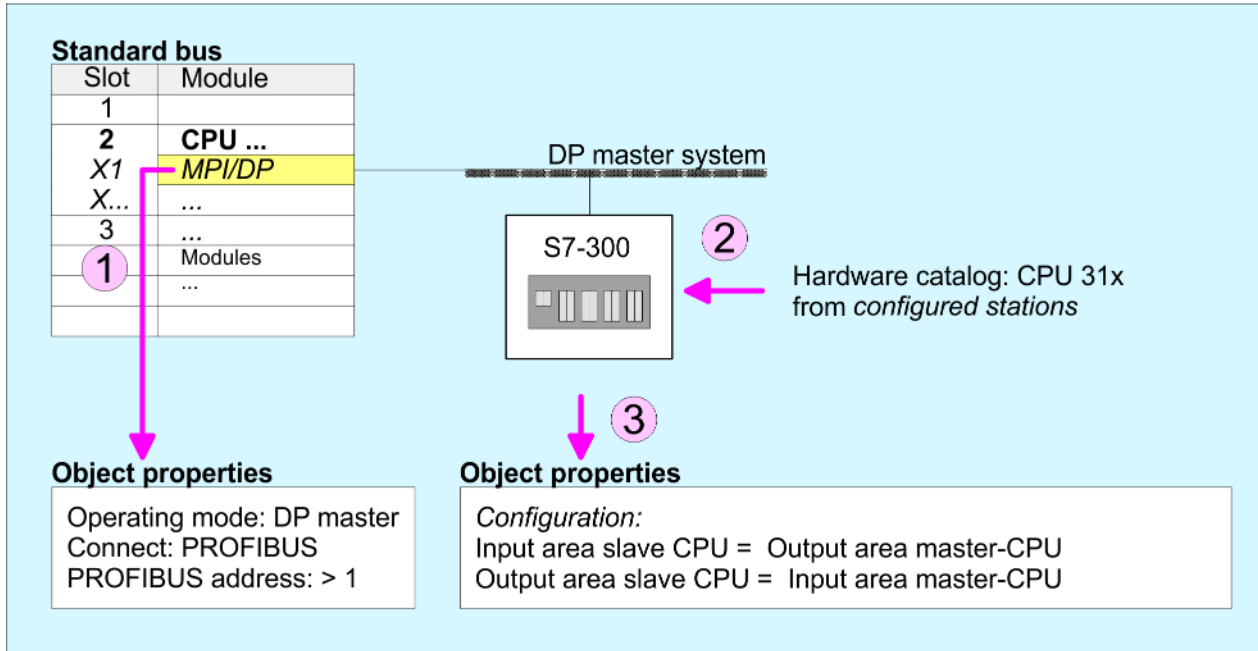 Standard bus
Slot Module
1
2 CPU ...
X1 MPI/DP
X... ...
3 ...
Modules
...
1
DP master system
S7-300
2
Hardware catalog: CPU 31x
from configured stations
3
Object properties
Operating mode: DP master
Connect: PROFIBUS
PROFIBUS address: > 1
Object properties
Configuration:
Input area slave CPU = Output area master-CPU
Output area slave CPU = Input area master-CPU